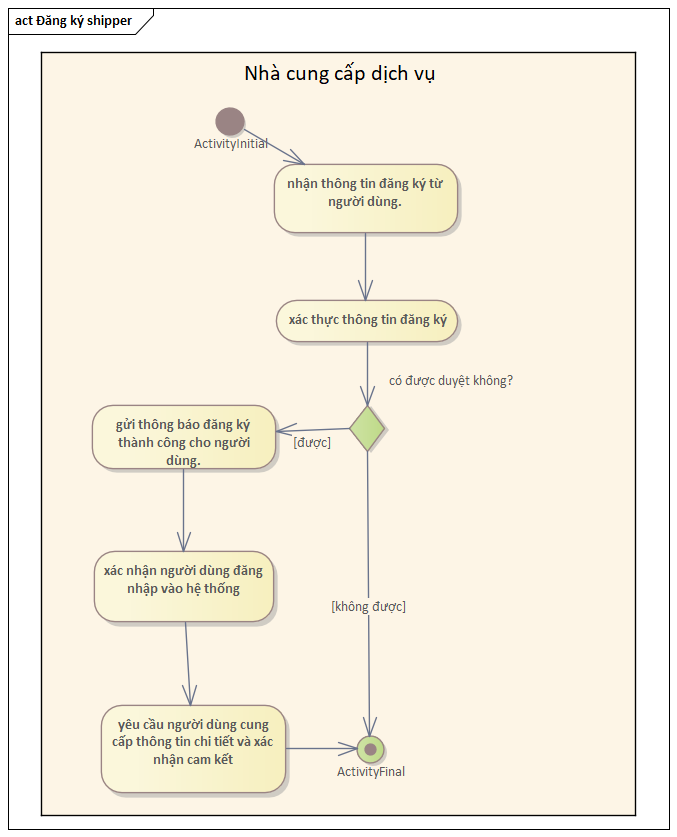 act Đăng ký shipper
Nhà cung cấp dịch vụ
ActivityInitial
nhận thông tin đăng ký từ
người dùng.
xác thực thông tin đăng ký
có được duyệt không?
gửi thông báo đăng ký
thành công cho người
dùng.
[được]
xác nhận người dùng đăng
nhập vào hệ thống
[không được]
yêu cầu người dùng cung
cấp thông tin chi tiết và xác
nhận cam kết
ActivityFinal